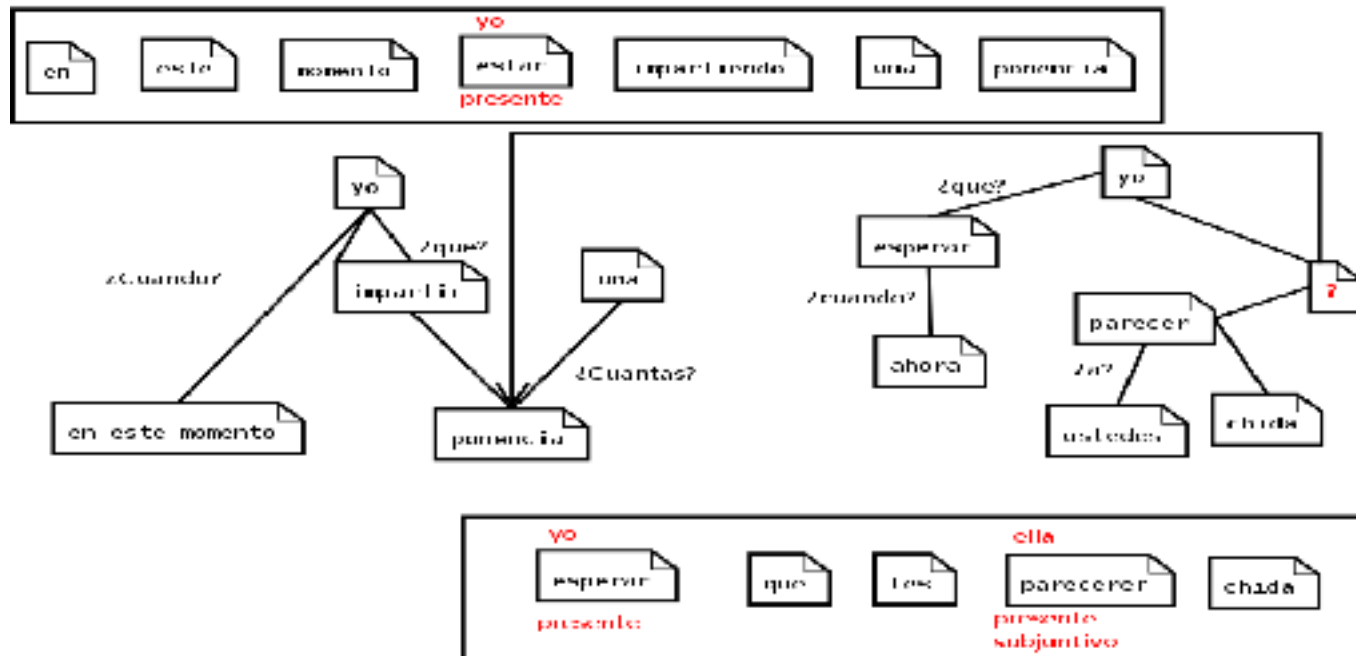 yo
en este momento estar impartiendo una ponencia
presente
yo
¿que?
yo
¿que?
¿Cuando?
impartir
una
esperar
?
¿cuando?
parecer
¿Cuantas?
ahora
¿a?
en este momento
ponencia
ustedes
chida
yo
ella
esperar que les parecerer chida
presente
presente
subjuntivo